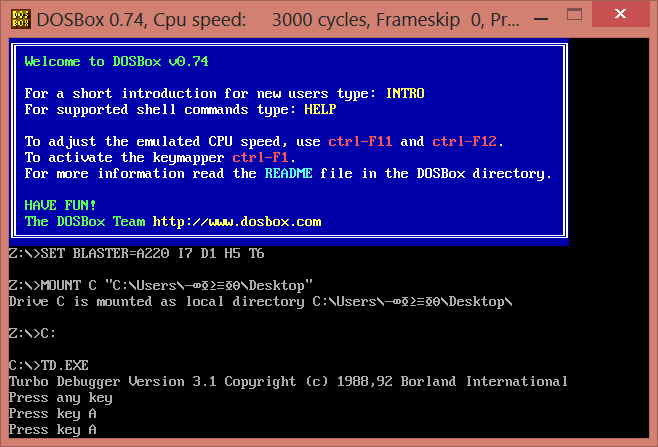 DOSBox 0.74, Cpu speed: 3000 cycles, Frameskip 0, Pr...
Welcome to DOSBox v0.74
For a short introduction for new users type: INTRO
For supported shell commands type: HELP
To adjust the emulated CPU speed, use ctrl-F11 and ctrl-F12.
To activate the keymapper ctrl-F1.
For more information read the README file in the DOSBox directory.
HAVE FUN!
The DOSBox Team http://www.dosbox.com
Z:\>SET BLASTER=A220 I7 D1 H5 T6
Z:\>MOUNT C "C:\Users\\Desktop"
Drive C is mounted as local directory C:\Users\\Desktop\
Z:\>C:
C:\>TD.EXE
Turbo Debugger Version 3.1 Copyright (c) 1988,92 Borland International
Press any key
Press key A
Press key A